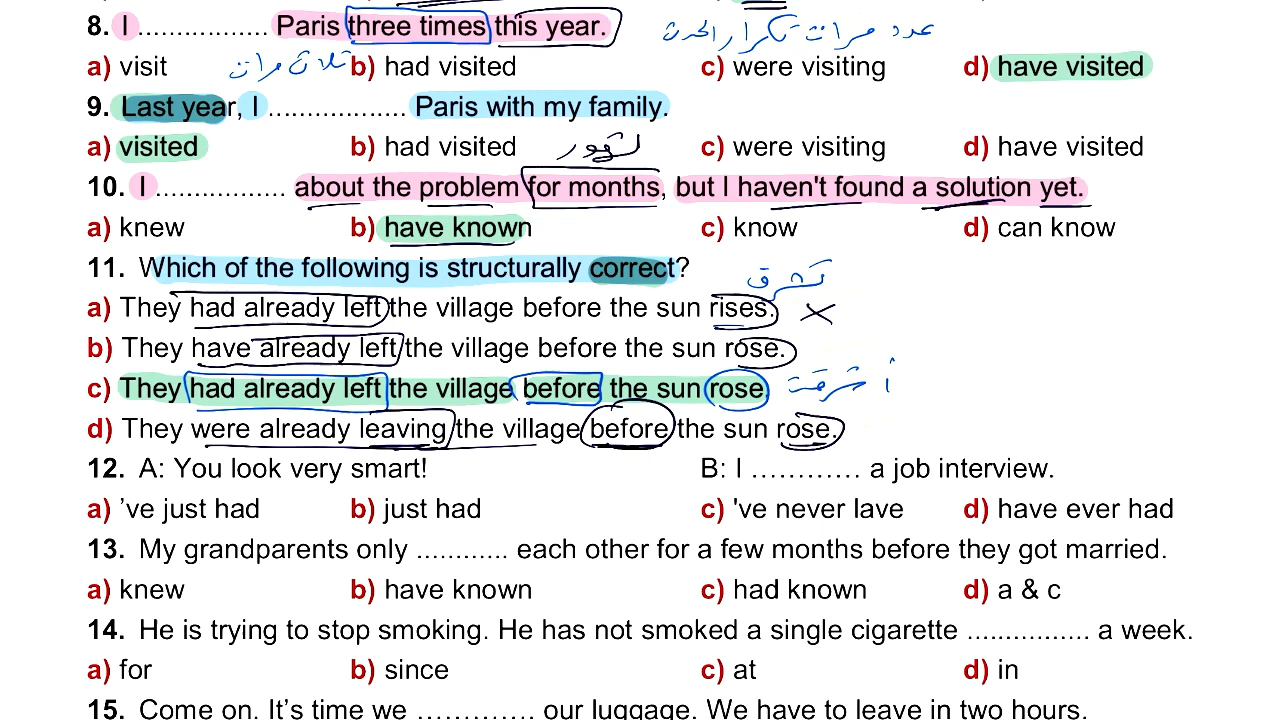 8. I................. Paris three times this year. عدد مرات تكرار الحدث
a) visit ثلاث مرات b) had visited c) were visiting d) have visited
9. Last year, I .................. Paris with my family.
a) visited b) had visited لشهور c) were visiting d) have visited
10. I................. about the problem for months, but I haven't found a solution yet.
a) knew b) have known c) know d) can know
11. Which of the following is structurally correct? تشرق
a) They had already left the village before the sun rises.
b) They have already left the village before the sun rose.
c) They had already left the village before the sun rose. أشرقت
d) They were already leaving the village before the sun rose.
12. A: You look very smart! B: I ………… a job interview.
a) ’ve just had b) just had c) 've never lave d) have ever had
13. My grandparents only ............ each other for a few months before they got married.
a) knew b) have known c) had known d) a & c
14. He is trying to stop smoking. He has not smoked a single cigarette ................ a week.
a) for b) since c) at d) in
15. Come on. It’s time we …………. our luggage. We have to leave in two hours.